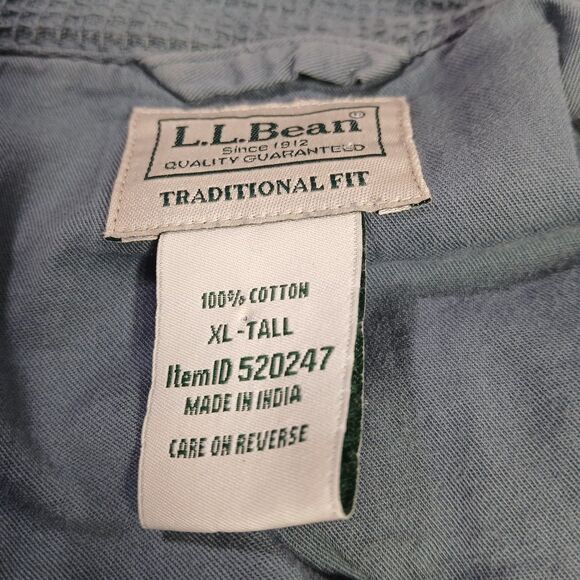 L.L.Bean®
Since 1912
QUALITY GUARANTEED
TRADITIONAL FIT
100% COTTON
XL-TALL
ItemID 520247
MADE IN INDIA
CARE ON REVERSE